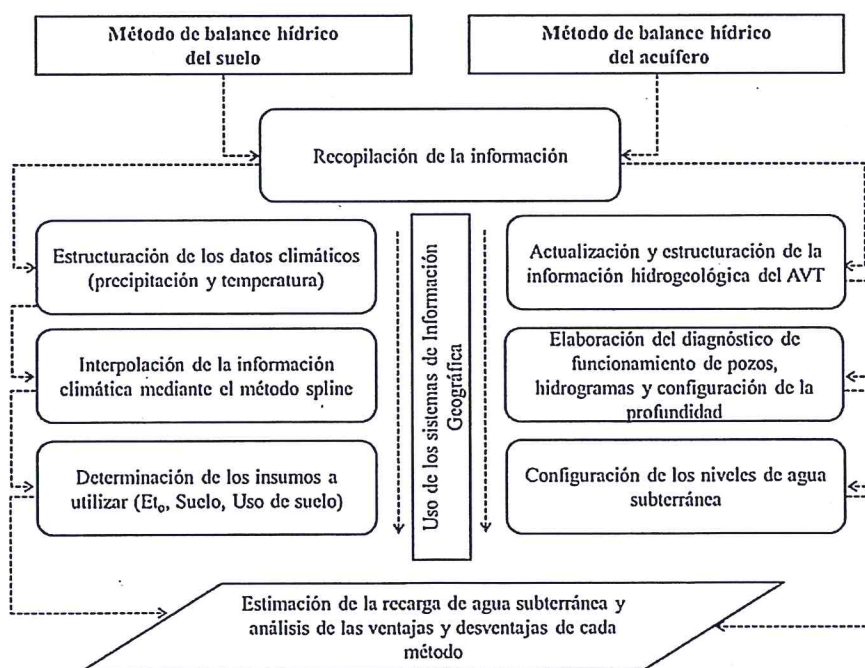 Método de balance hídrico
del suelo
Método de balance hídrico
del acuífero
Recopilación de la información
Estructuración de los datos climáticos
(precipitación y temperatura)
Interpolación de la información
climática mediante el método spline
Determinación de los insumos a
utilizar (Et₀, Suelo, Uso de suelo)
Uso de los sistemas de Información
Geográfica
Actualización y estructuración de la
información hidrogeológica del AVT
Elaboración del diagnóstico de
funcionamiento de pozos,
hidrogramas y configuración de la
profundidad
Configuración de los niveles de agua
subterránea
Estimación de la recarga de agua subterránea y
análisis de las ventajas y desventajas de cada
método